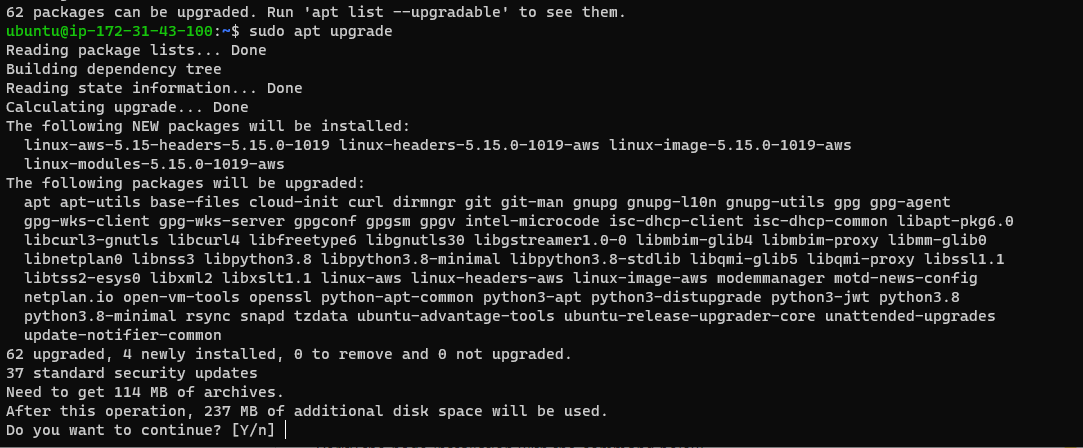 62 packages can be upgraded. Run 'apt list --upgradable' to see them.
ubuntu@ip-172-31-43-100:~$ sudo apt upgrade
Reading package lists... Done
Building dependency tree
Reading state information... Done
Calculating upgrade... Done
The following NEW packages will be installed:
  linux-aws-5.15-headers-5.15.0-1019 linux-headers-5.15.0-1019-aws linux-image-5.15.0-1019-aws
  linux-modules-5.15.0-1019-aws
The following packages will be upgraded:
  apt apt-utils base-files cloud-init curl dirmngr git git-man gnupg gnupg-l10n gnupg-utils gpg gpg-agent
  gpg-wks-client gpg-wks-server gpgconf gpgsm gpgv intel-microcode isc-dhcp-client isc-dhcp-common libapt-pkg6.0
  libcurl3-gnutls libcurl4 libfreetype6 libgnutls30 libgstreamer1.0-0 libmbim-glib4 libmbim-proxy libmm-glib0
  libnetplan0 libnss3 libpython3.8 libpython3.8-minimal libpython3.8-stdlib libqmi-glib5 libqmi-proxy libssl1.1
  libtss2-esys0 libxml2 libxslt1.1 linux-aws linux-headers-aws linux-image-aws modemmanager motd-news-config
  netplan.io open-vm-tools openssl python-apt-common python3-apt python3-distupgrade python3-jwt python3.8
  python3.8-minimal rsync snapd tzdata ubuntu-advantage-tools ubuntu-release-upgrader-core unattended-upgrades
  update-notifier-common
62 upgraded, 4 newly installed, 0 to remove and 0 not upgraded.
37 standard security updates
Need to get 114 MB of archives.
After this operation, 237 MB of additional disk space will be used.
Do you want to continue? [Y/n]